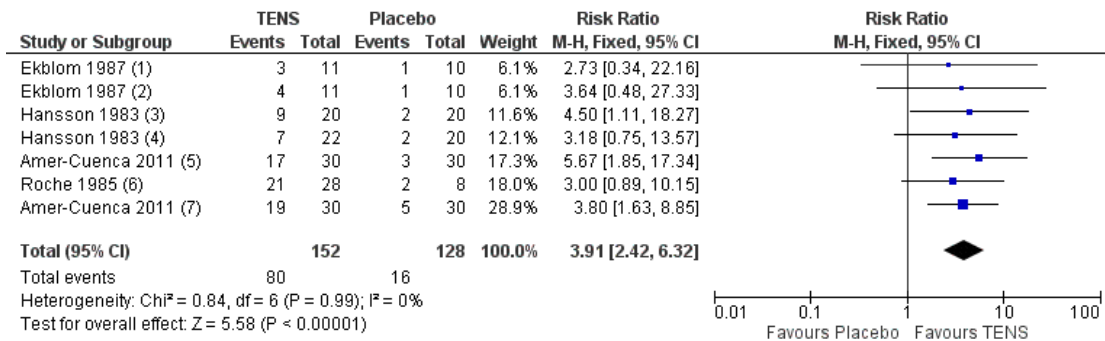 TENS Placebo Risk Ratio Risk Ratio
Study or Subgroup Events Total Events Total Weight M-H, Fixed, 95% CI M-H, Fixed, 95% CI
Ekblom 1987 (1) 3 11 1 10 6.1% 2.73 [0.34, 22.16]
Ekblom 1987 (2) 4 11 1 10 6.1% 3.64 [0.48, 27.33]
Hansson 1983 (3) 9 20 2 20 11.6% 4.50 [1.11, 18.27]
Hansson 1983 (4) 7 22 2 20 12.1% 3.18 [0.75, 13.57]
Amer-Cuenca 2011 (5) 17 30 3 30 17.3% 5.67 [1.85, 17.34]
Roche 1985 (6) 21 28 2 8 18.0% 3.00 [0.89, 10.15]
Amer-Cuenca 2011 (7) 19 30 5 30 28.9% 3.80 [1.63, 8.85]
Total (95% CI) 152 128 100.0% 3.91 [2.42, 6.32]
Total events 80 16
Heterogeneity: Chi² = 0.84, df = 6 (P = 0.99); I² = 0%
Test for overall effect: Z = 5.58 (P < 0.00001)
0.01 0.1 1 10 100
Favours Placebo Favours TENS